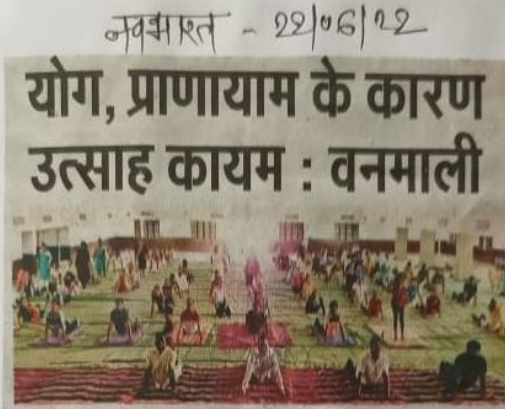 नवभारत - 22/06/22
योग, प्राणायाम के कारण
उत्साह कायम : वनमाली